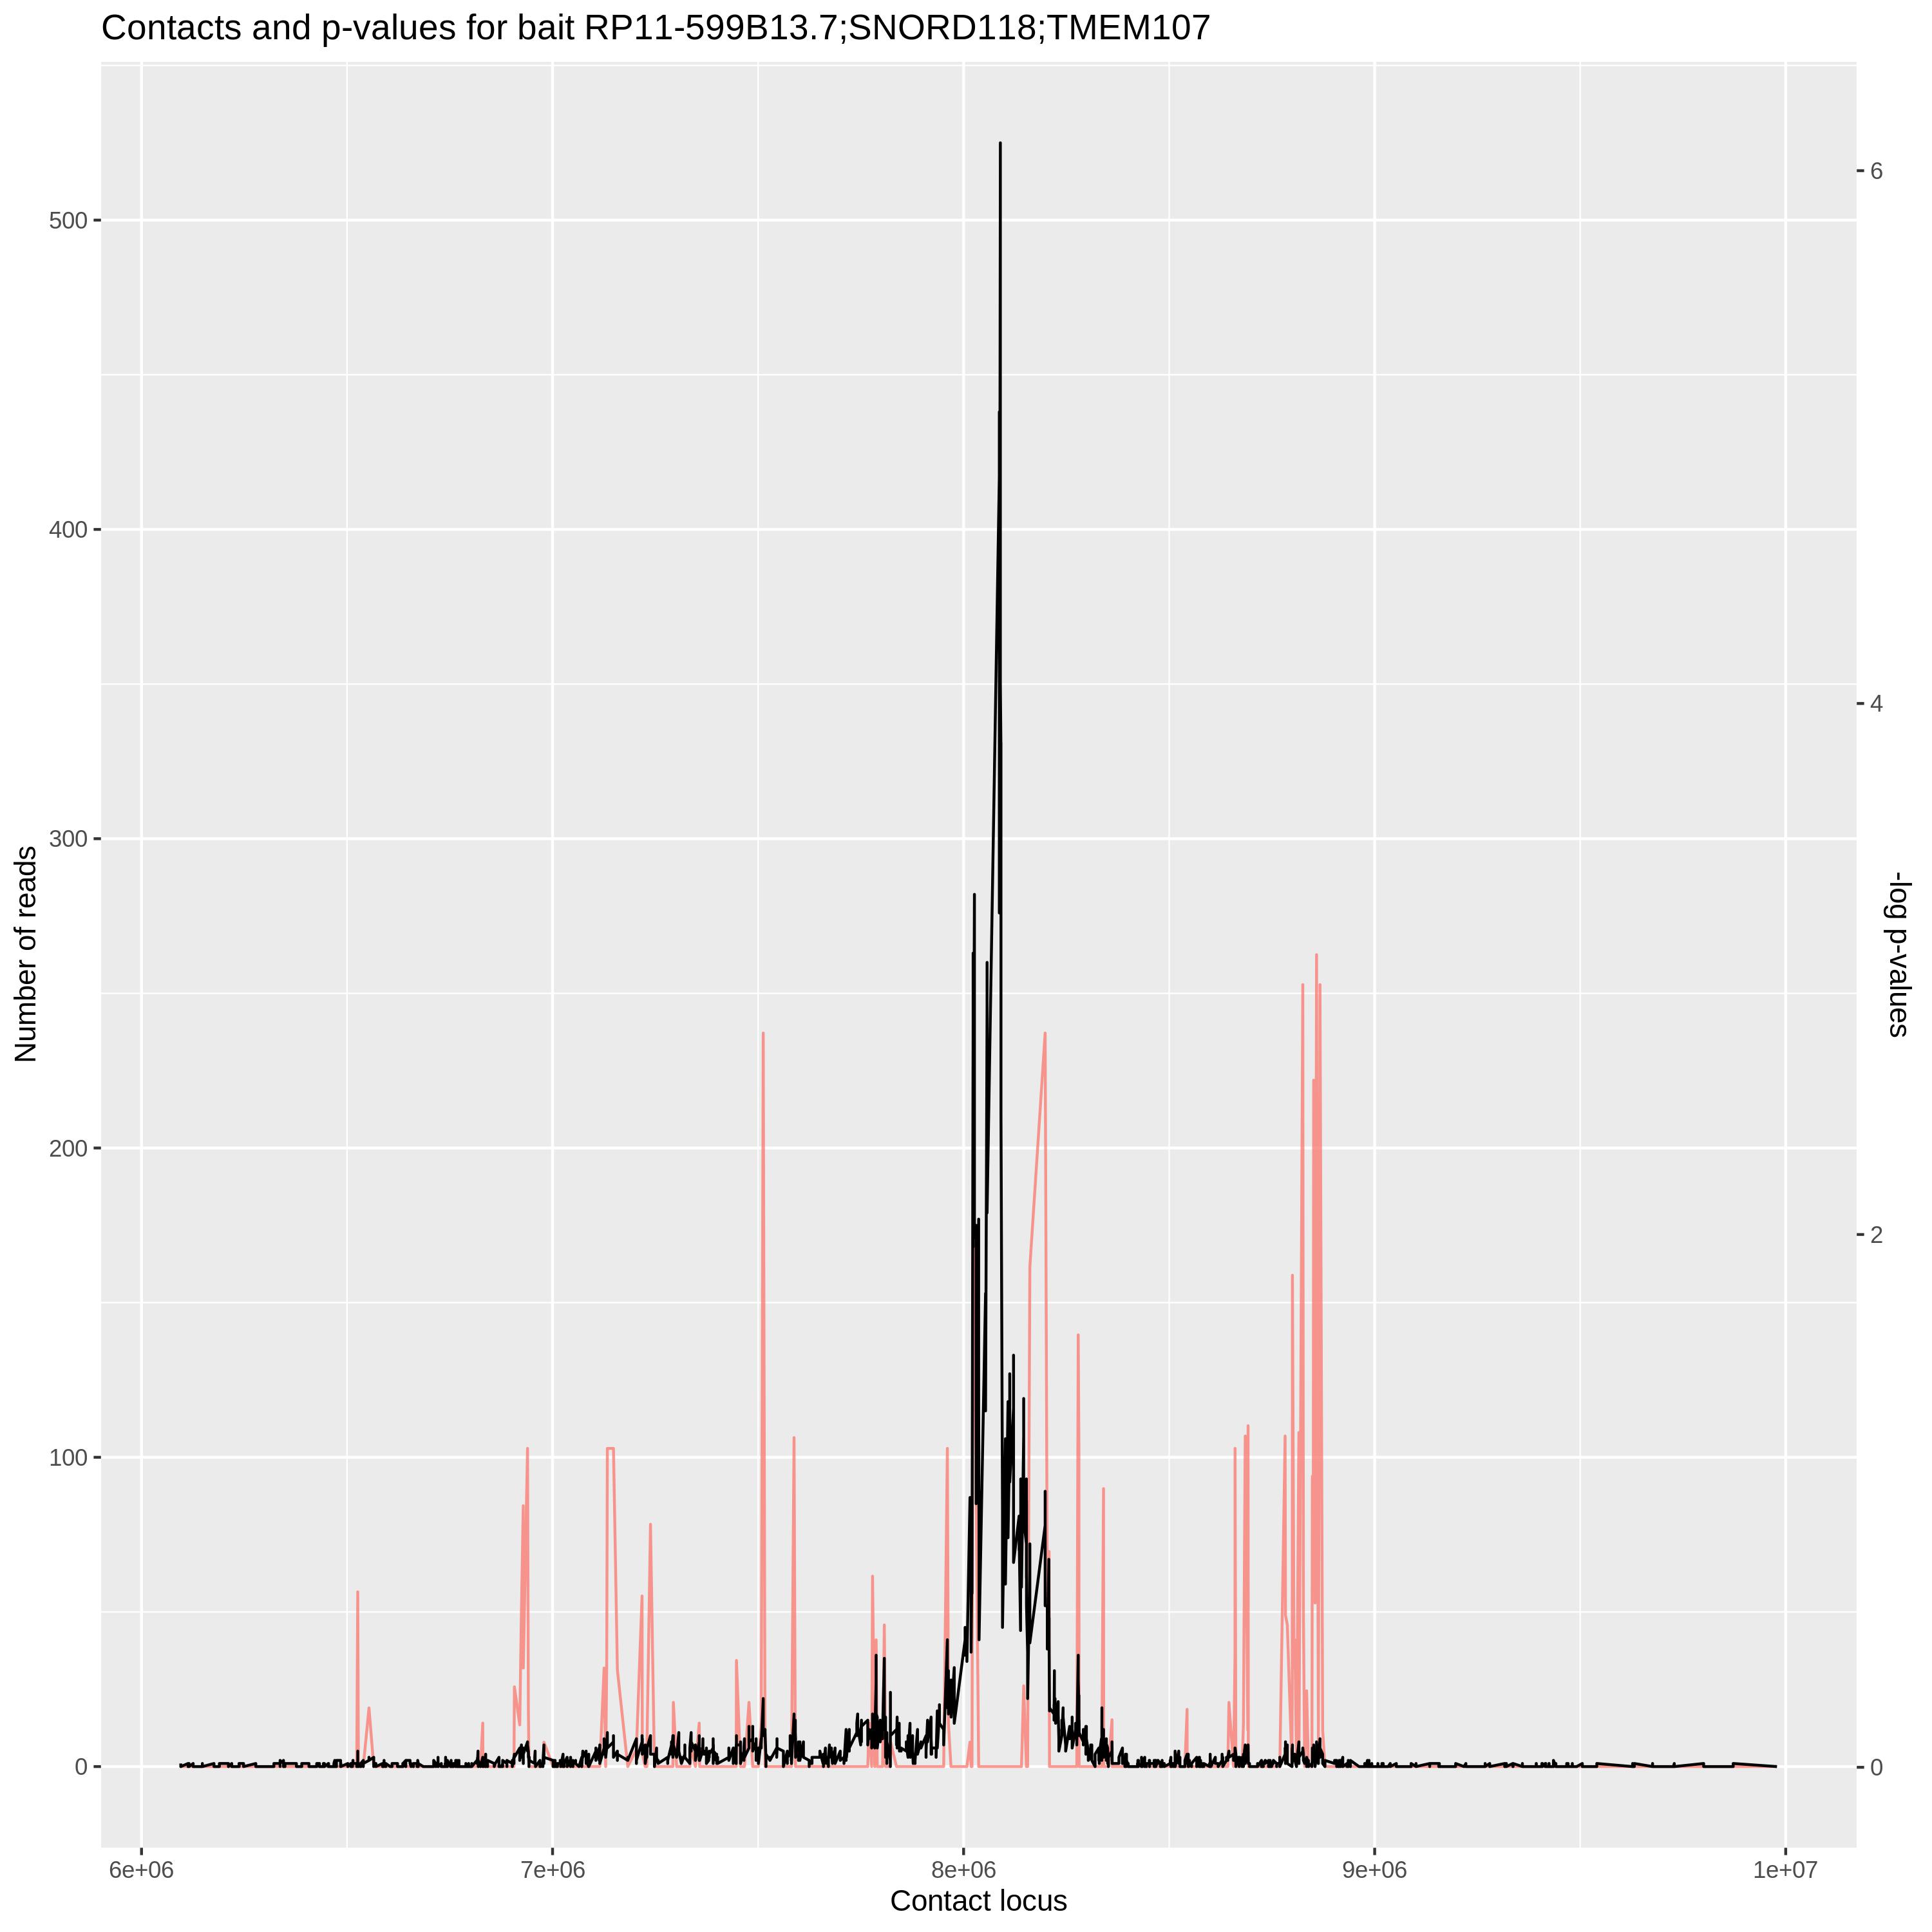 Contacts and p-values for bait RP11-599B13.7;SNORD118;TMEM107
Number of reads
500
400
300
200
100
0
6
4
2
0
-log p-values
6e+06
7e+06
8e+06
9e+06
1e+07
Contact locus